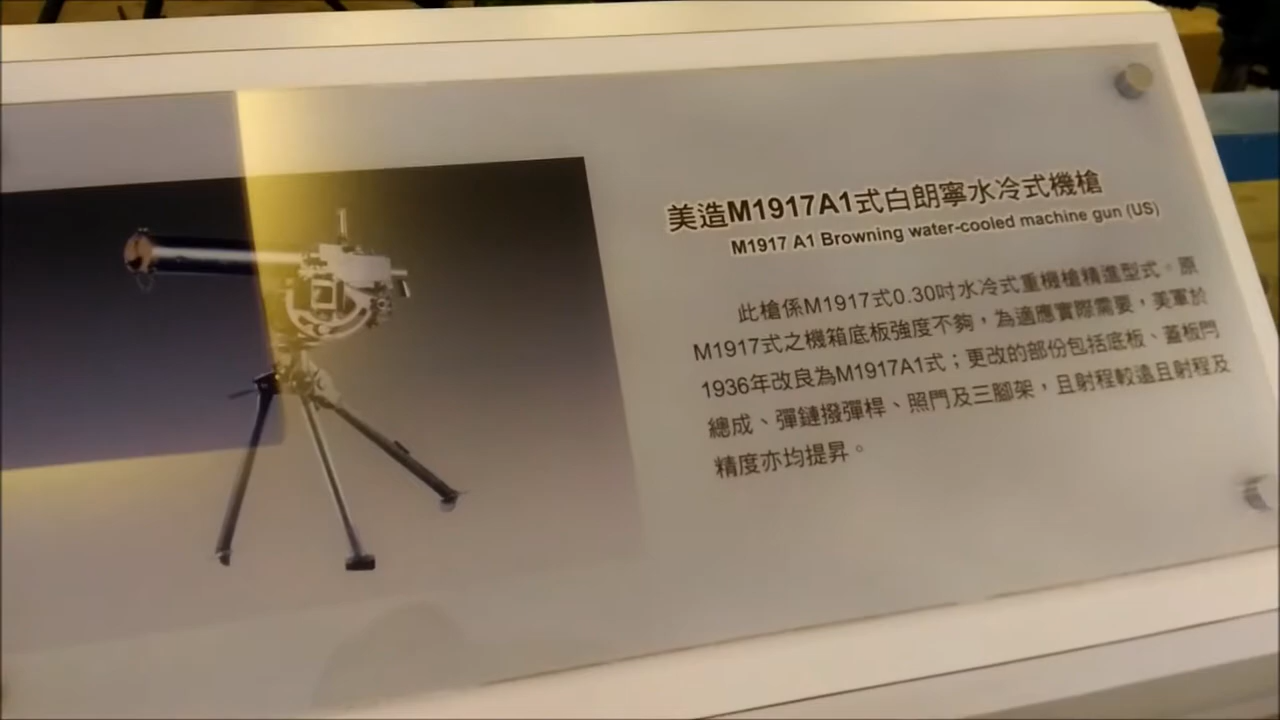 美造M1917A1式白朗寧水冷式機槍
M1917 A1 Browning water-cooled machine gun (US)
此槍係M1917式0.30吋水冷式重機槍精進型式。原
M1917式之機箱底板強度不夠，為適應實際需要，美軍於
1936年改良為M1917A1式；更改的部份包括底板、蓋板閂
總成、彈鏈撥彈桿、照門及三腳架，且射程較遠且射程及
精度亦均提昇。